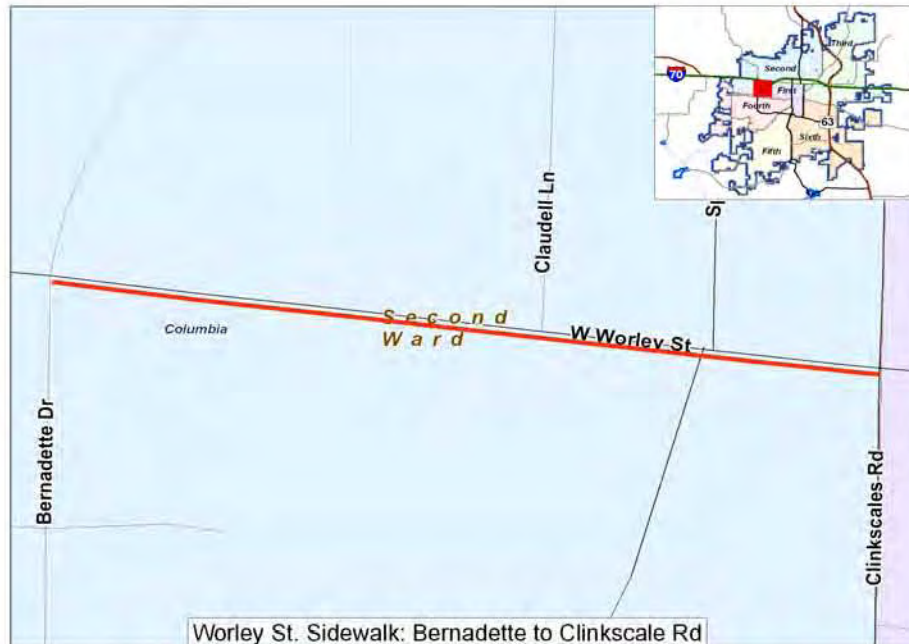 Third
Second
70
First
Fourth
63
Sixth
Fifth
Claudell Ln
Second
Ward
Columbia
W Worley St
Bernadette Dr
Clinkscales Rd
Worley St. Sidewalk: Bernadette to Clinkscale Rd